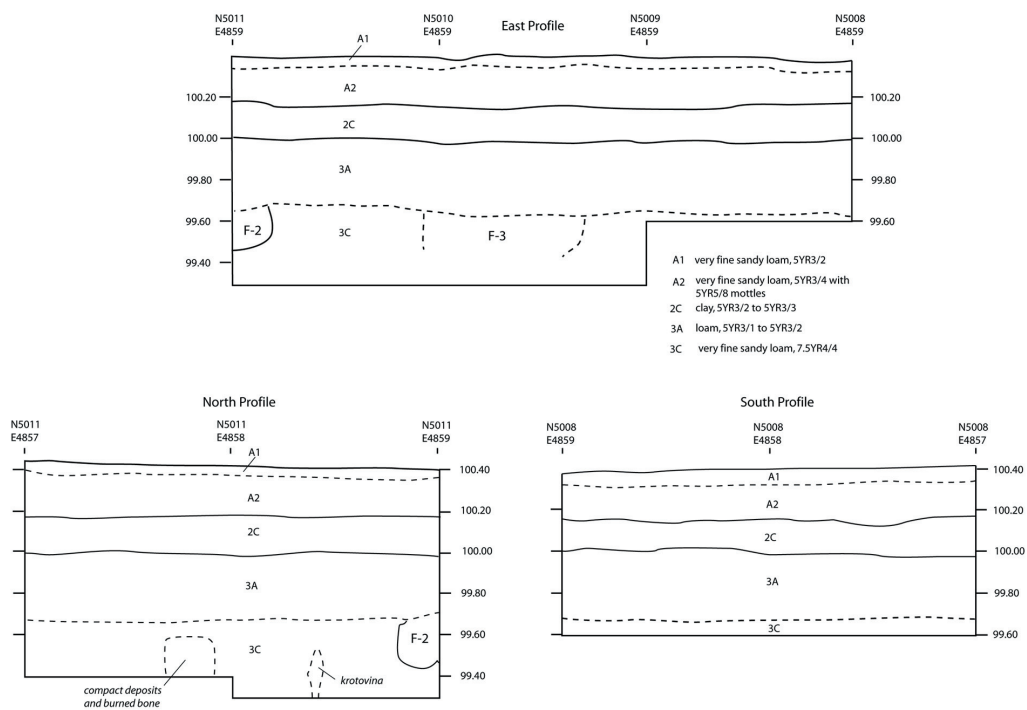 N5011 N5010 N5009 N5008
E4859 E4859 E4859 E4859
East Profile
A1
A2
100.20 100.20
2C
100.00 100.00
3A
99.80 99.80
99.60 99.60
F-2 3C F-3
99.40
A1 very fine sandy loam, 5YR3/2
A2 very fine sandy loam, 5YR3/4 with
5YR5/8 mottles
2C clay, 5YR3/2 to 5YR3/3
3A loam, 5YR3/1 to 5YR3/2
3C very fine sandy loam, 7.5YR4/4
North Profile
N5011 N5011 N5011
E4857 E4858 E4859
A1
100.40
A2
100.20
2C
100.00
3A
99.80
99.60
F-2
3C
99.40
krotovina
compact deposits
and burned bone
South Profile
N5008 N5008 N5008
E4859 E4858 E4857
100.40
A1
A2
100.20
2C
100.00
3A
99.80
3C
99.60